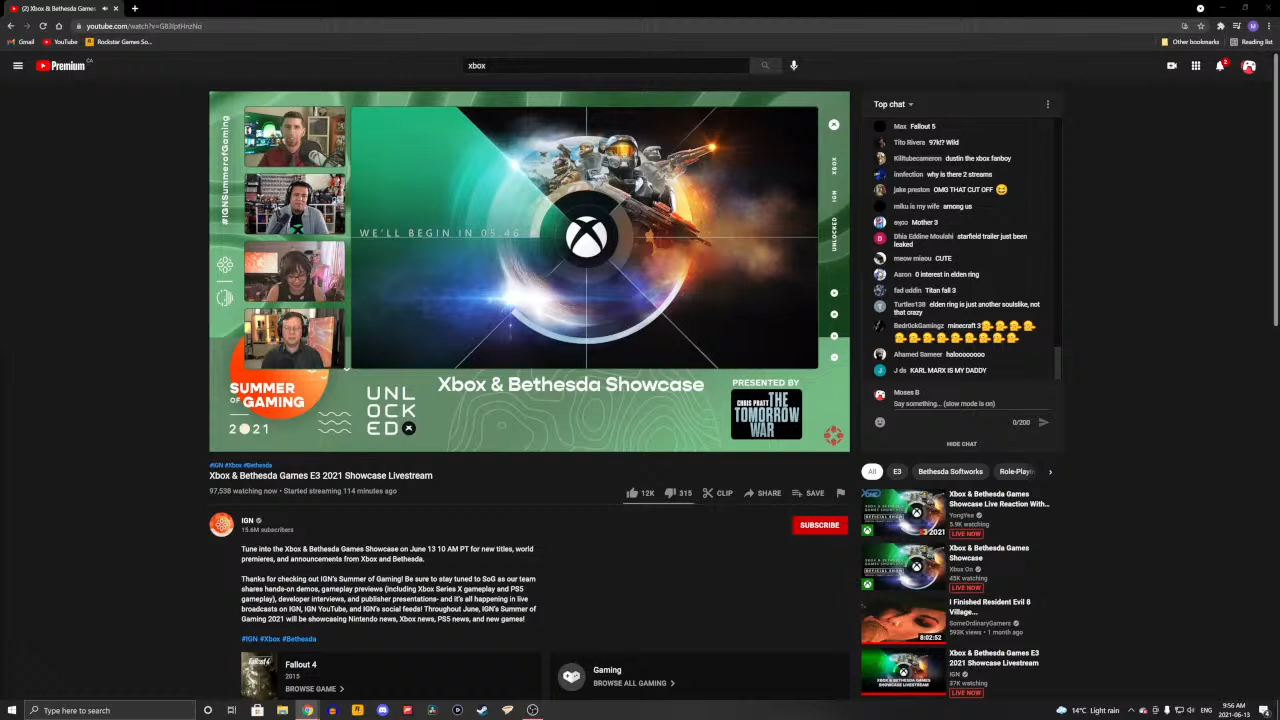 (2) Xbox & Bethesda Games
youtube.com/watch?v=
Gmail
YouTube
Rockstar Games So...
Other bookmarks
Reading list
Premium
CA
xbox
2
#IGNSummerofGaming
WE'LL BEGIN IN 05:46
XBOX
IGN
UNLOCKED
SUMMER
OF GAMING
2021
UNL
OCK
ED
Xbox & Bethesda Showcase
PRESENTED BY
CHRIS PRATT THE
TOMORROW
WAR
#IGN #Xbox #Bethesda
Xbox & Bethesda Games E3 2021 Showcase Livestream
97,538 watching now • Started streaming 114 minutes ago
12K
315
CLIP
SHARE
SAVE
IGN
15.6M subscribers
SUBSCRIBE
Tune into the Xbox & Bethesda Games Showcase on June 13 10 AM PT for new titles, world
premieres, and announcements from Xbox and Bethesda.
Thanks for checking out IGN's Summer of Gaming! Be sure to stay tuned to SoG as our team
shares hands-on demos, gameplay previews (including Xbox Series X gameplay and PS5
gameplay), developer interviews, and publisher presentations- and it's all happening in live
broadcasts on IGN, IGN YouTube, and IGN's social feeds! Throughout June, IGN's Summer of
Gaming 2021 will be showcasing Nintendo news, Xbox news, PS5 news, and new games!
#IGN #Xbox #Bethesda
Fallout 4
2015
BROWSE GAME
Gaming
BROWSE ALL GAMING
Top chat
Max Fallout 5
Tito Rivera 97k!? Wild
Killtubecameron dustin the xbox fanboy
innfection why is there 2 streams
jake preston OMG THAT CUT OFF 😆
miku is my wife among us
Mother 3
D
Dhia Eddine Moulahi starfield trailer just been
leaked
meow miaou CUTE
Aaron 0 interest in elden ring
fad uddin Titan fall 3
T
Turtles138 elden ring is just another soulslike, not
that crazy
Bedr0ckGamingz minecraft 3
Ahamed Sameer haloooooooo
J
J ds KARL MARX IS MY DADDY
Moses B
Say something... (slow mode is on)
0/200
HIDE CHAT
All
E3
Bethesda Softworks
Role-Playin
Xbox & Bethesda Games
Showcase Live Reaction With...
YongYea
5.9K watching
LIVE NOW
Xbox & Bethesda Games
Showcase
Xbox On
45K watching
LIVE NOW
I Finished Resident Evil 8
Village...
SomeOrdinaryGamers
593K views • 1 month ago
8:02:52
Xbox & Bethesda Games E3
2021 Showcase Livestream
IGN
37K watching
LIVE NOW
Type here to search
14°C Light rain
ENG
9:56 AM
2021-06-13